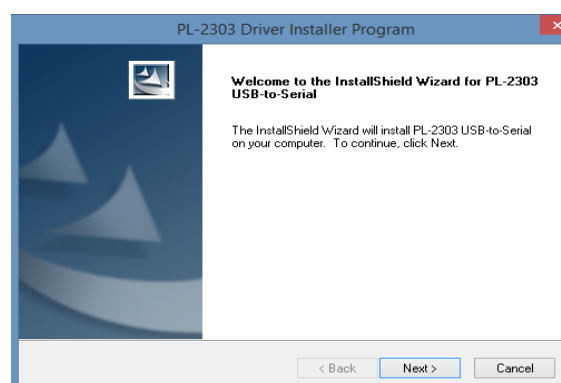 PL-2303 Driver Installer Program
Welcome to the InstallShield Wizard for PL-2303
USB-to-Serial
The InstallShield Wizard will install PL-2303 USB-to-Serial
on your computer. To continue, click Next.
< Back
Next >
Cancel